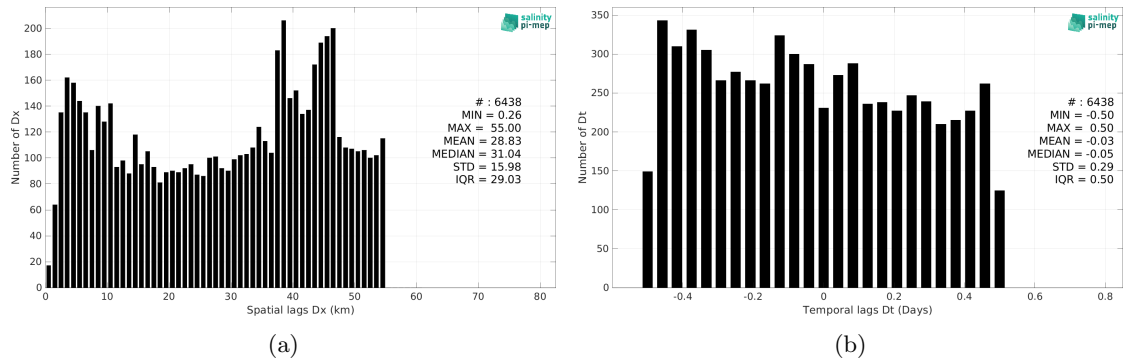 salinity
pi-mep
200
180
160
140
120
100
80
60
40
20
0
Number of Dx
# : 6438
MIN = 0.26
MAX = 55.00
MEAN = 28.83
MEDIAN = 31.04
STD = 15.98
IQR = 29.03
0 10 20 30 40 50 60 70 80
Spatial lags Dx (km)
(a)
salinity
pi-mep
350
300
250
200
150
100
50
0
Number of Dt
# : 6438
MIN = -0.50
MAX = 0.50
MEAN = -0.03
MEDIAN = -0.05
STD = 0.29
IQR = 0.50
-0.4 -0.2 0 0.2 0.4 0.6 0.8
Temporal lags Dt (Days)
(b)